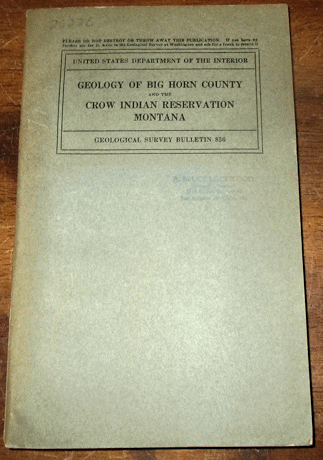 PLEASE DO NOT DESTROY OR THROW AWAY THIS PUBLICATION. If you have no
further use for it, write to the Geological Survey at Washington and ask for a frank to return it
UNITED STATES DEPARTMENT OF THE INTERIOR
GEOLOGY OF BIG HORN COUNTY
AND THE
CROW INDIAN RESERVATION
MONTANA
GEOLOGICAL SURVEY BULLETIN 856